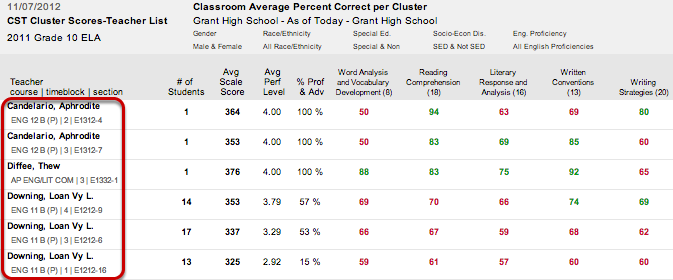 11/07/2012
Classroom Average Percent Correct per Cluster
CST Cluster Scores-Teacher List
Grant High School - As of Today - Grant High School
2011 Grade 10 ELA
Gender Race/Ethnicity Special Ed. Socio-Econ Dis. Eng. Proficiency
Male & Female All Race/Ethnicity Special & Non SED & Not SED All English Proficiencies
Teacher
course | timeblock | section
# of
Students
Avg
Scale
Score
Avg
Perf
Level
% Prof
& Adv
Word Analysis
and Vocabulary
Development (8)
Reading
Comprehension
(18)
Literary
Response and
Analysis (16)
Written
Conventions
(13)
Writing
Strategies (20)
Candelario, Aphrodite
ENG 12 B (P) | 2 | E1312-4
1 364 4.00 100 % 50 94 63 69 80
Candelario, Aphrodite
ENG 12 B (P) | 3 | E1312-7
1 353 4.00 100 % 50 83 69 85 60
Diffee, Thew
AP ENG/LIT COM | 3 | E1332-1
1 376 4.00 100 % 88 83 75 92 65
Downing, Loan Vy L.
ENG 11 B (P) | 4 | E1212-9
14 353 3.79 57 % 69 70 66 74 69
Downing, Loan Vy L.
ENG 11 B (P) | 3 | E1212-6
17 337 3.29 53 % 66 67 59 68 62
Downing, Loan Vy L.
ENG 11 B (P) | 1 | E1212-16
13 325 2.92 15 % 59 61 57 60 60